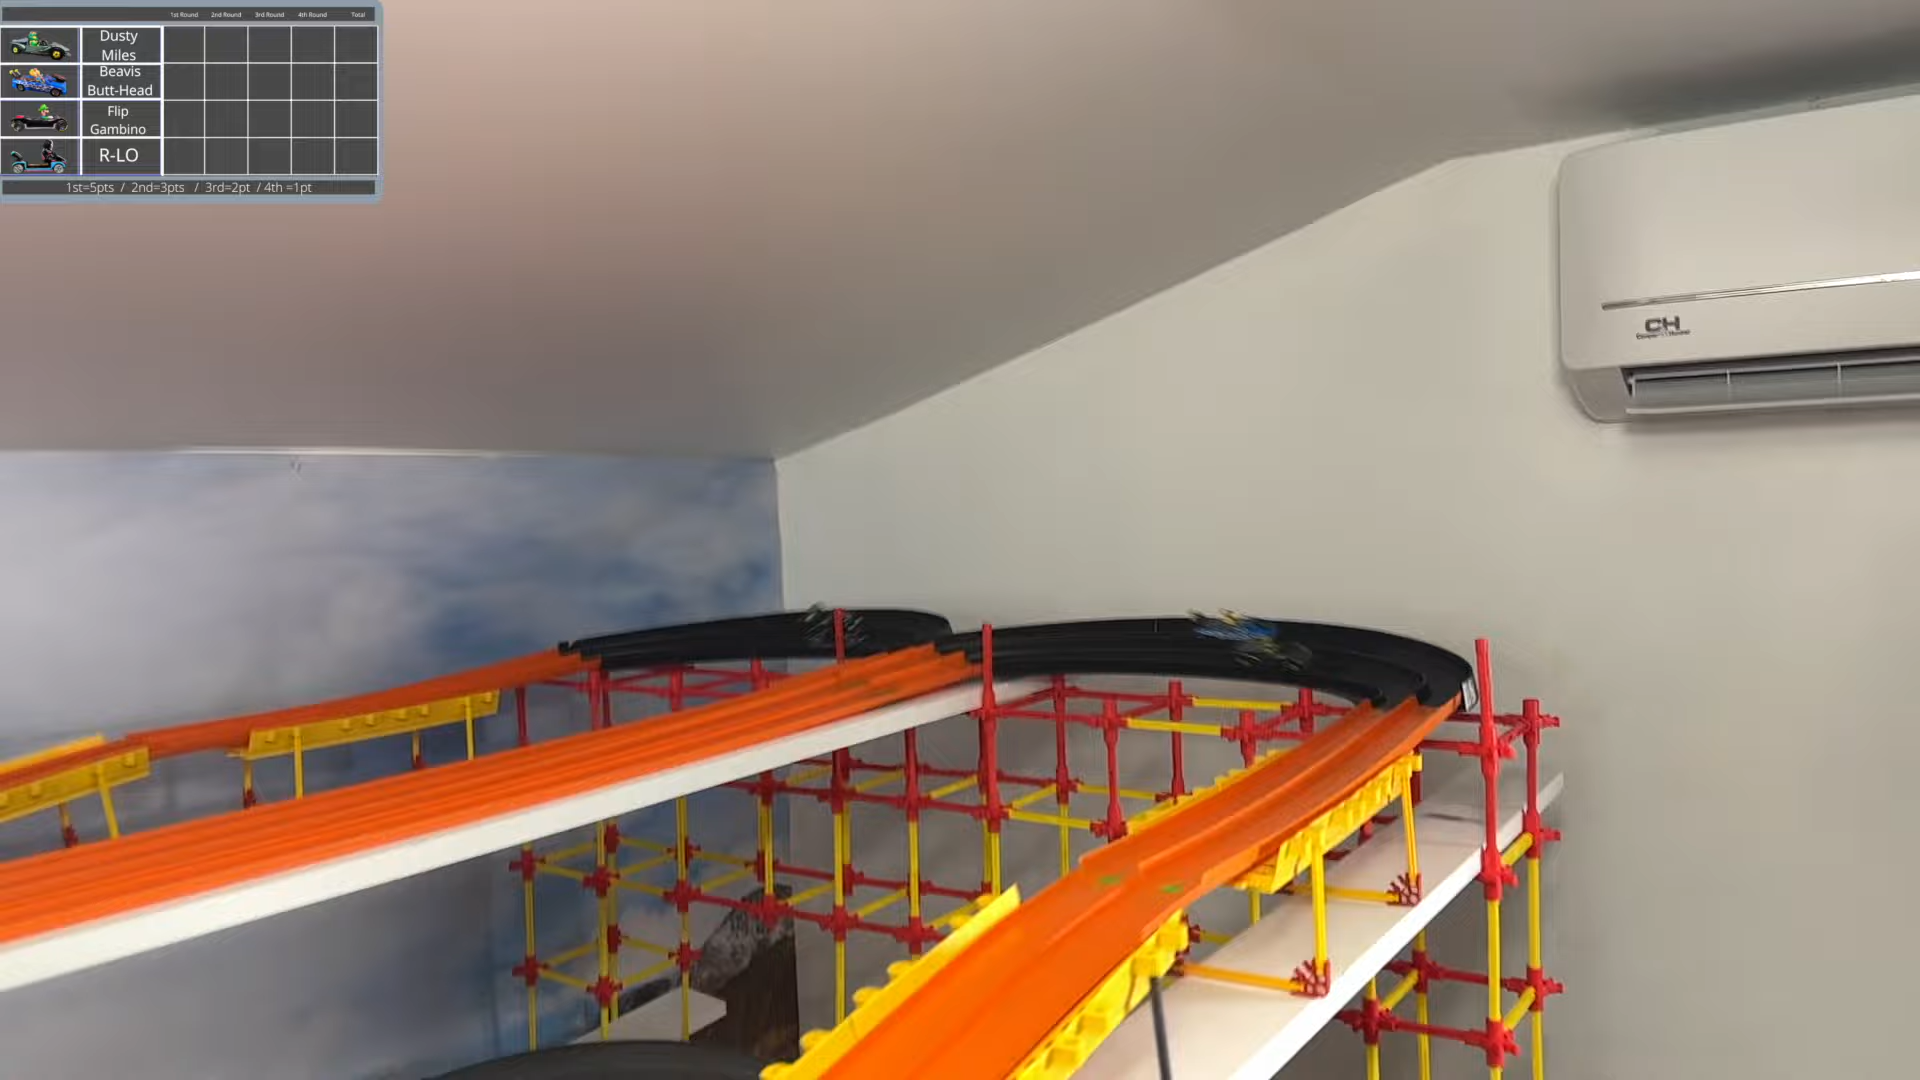 1st Round 2nd Round 3rd Round 4th Round Total
Dusty
Miles
Beavis
Butt-Head
Flip
Gambino
R-LO
1st=5pts / 2nd=3pts / 3rd=2pt / 4th =1pt
CH